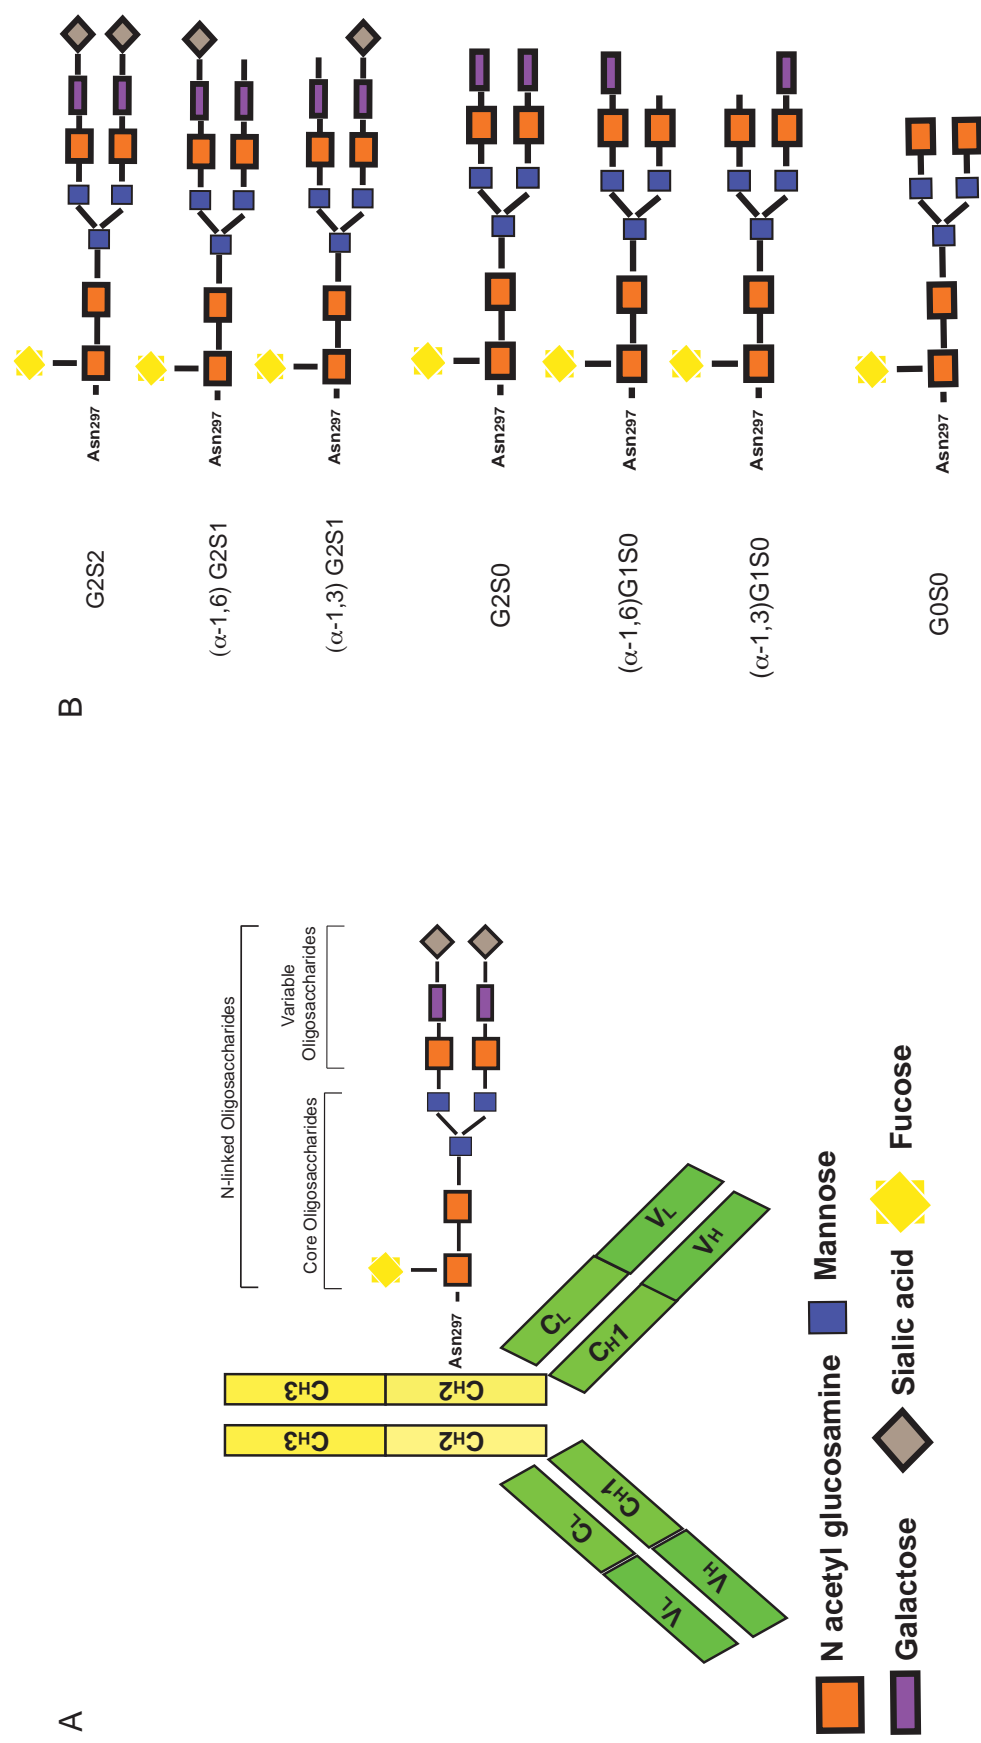 A
N-linked Oligosaccharides
Core Oligosaccharides
Variable
Oligosaccharides
Asn297
CH3
CH2
CH3
CH2
CL
VL
CH1
VH
CH1
VH
CL
VL
N acetyl glucosamine
Mannose
Galactose
Sialic acid
Fucose
B
G2S2
Asn297
(α-1,6) G2S1
Asn297
(α-1,3) G2S1
Asn297
G2S0
Asn297
(α-1,6)G1S0
Asn297
(α-1,3)G1S0
Asn297
G0S0
Asn297